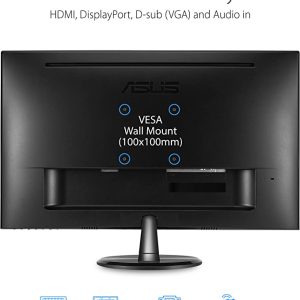 HDMI, DisplayPort, D-sub (VGA) and Audio in
ASUS
VESA
Wall Mount
(100x100mm)